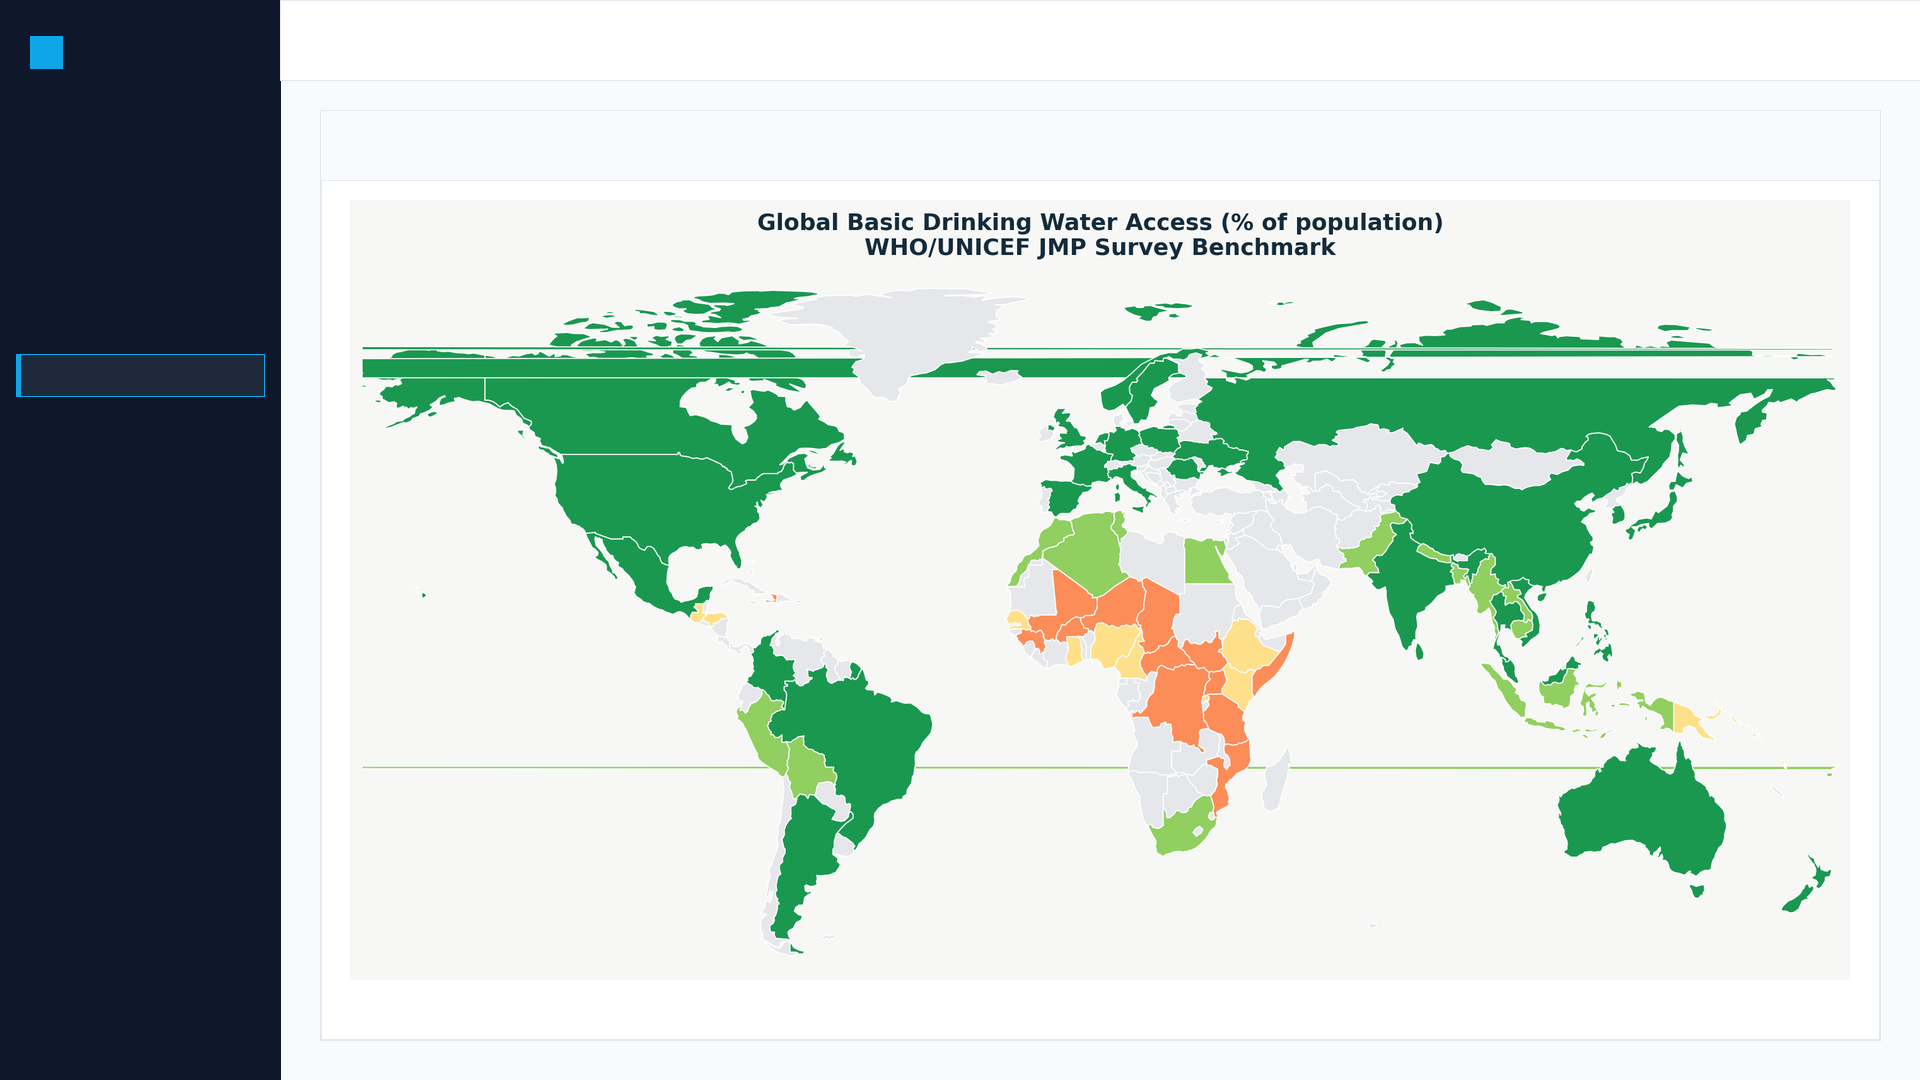 Global Basic Drinking Water Access (% of population)
WHO/UNICEF JMP Survey Benchmark